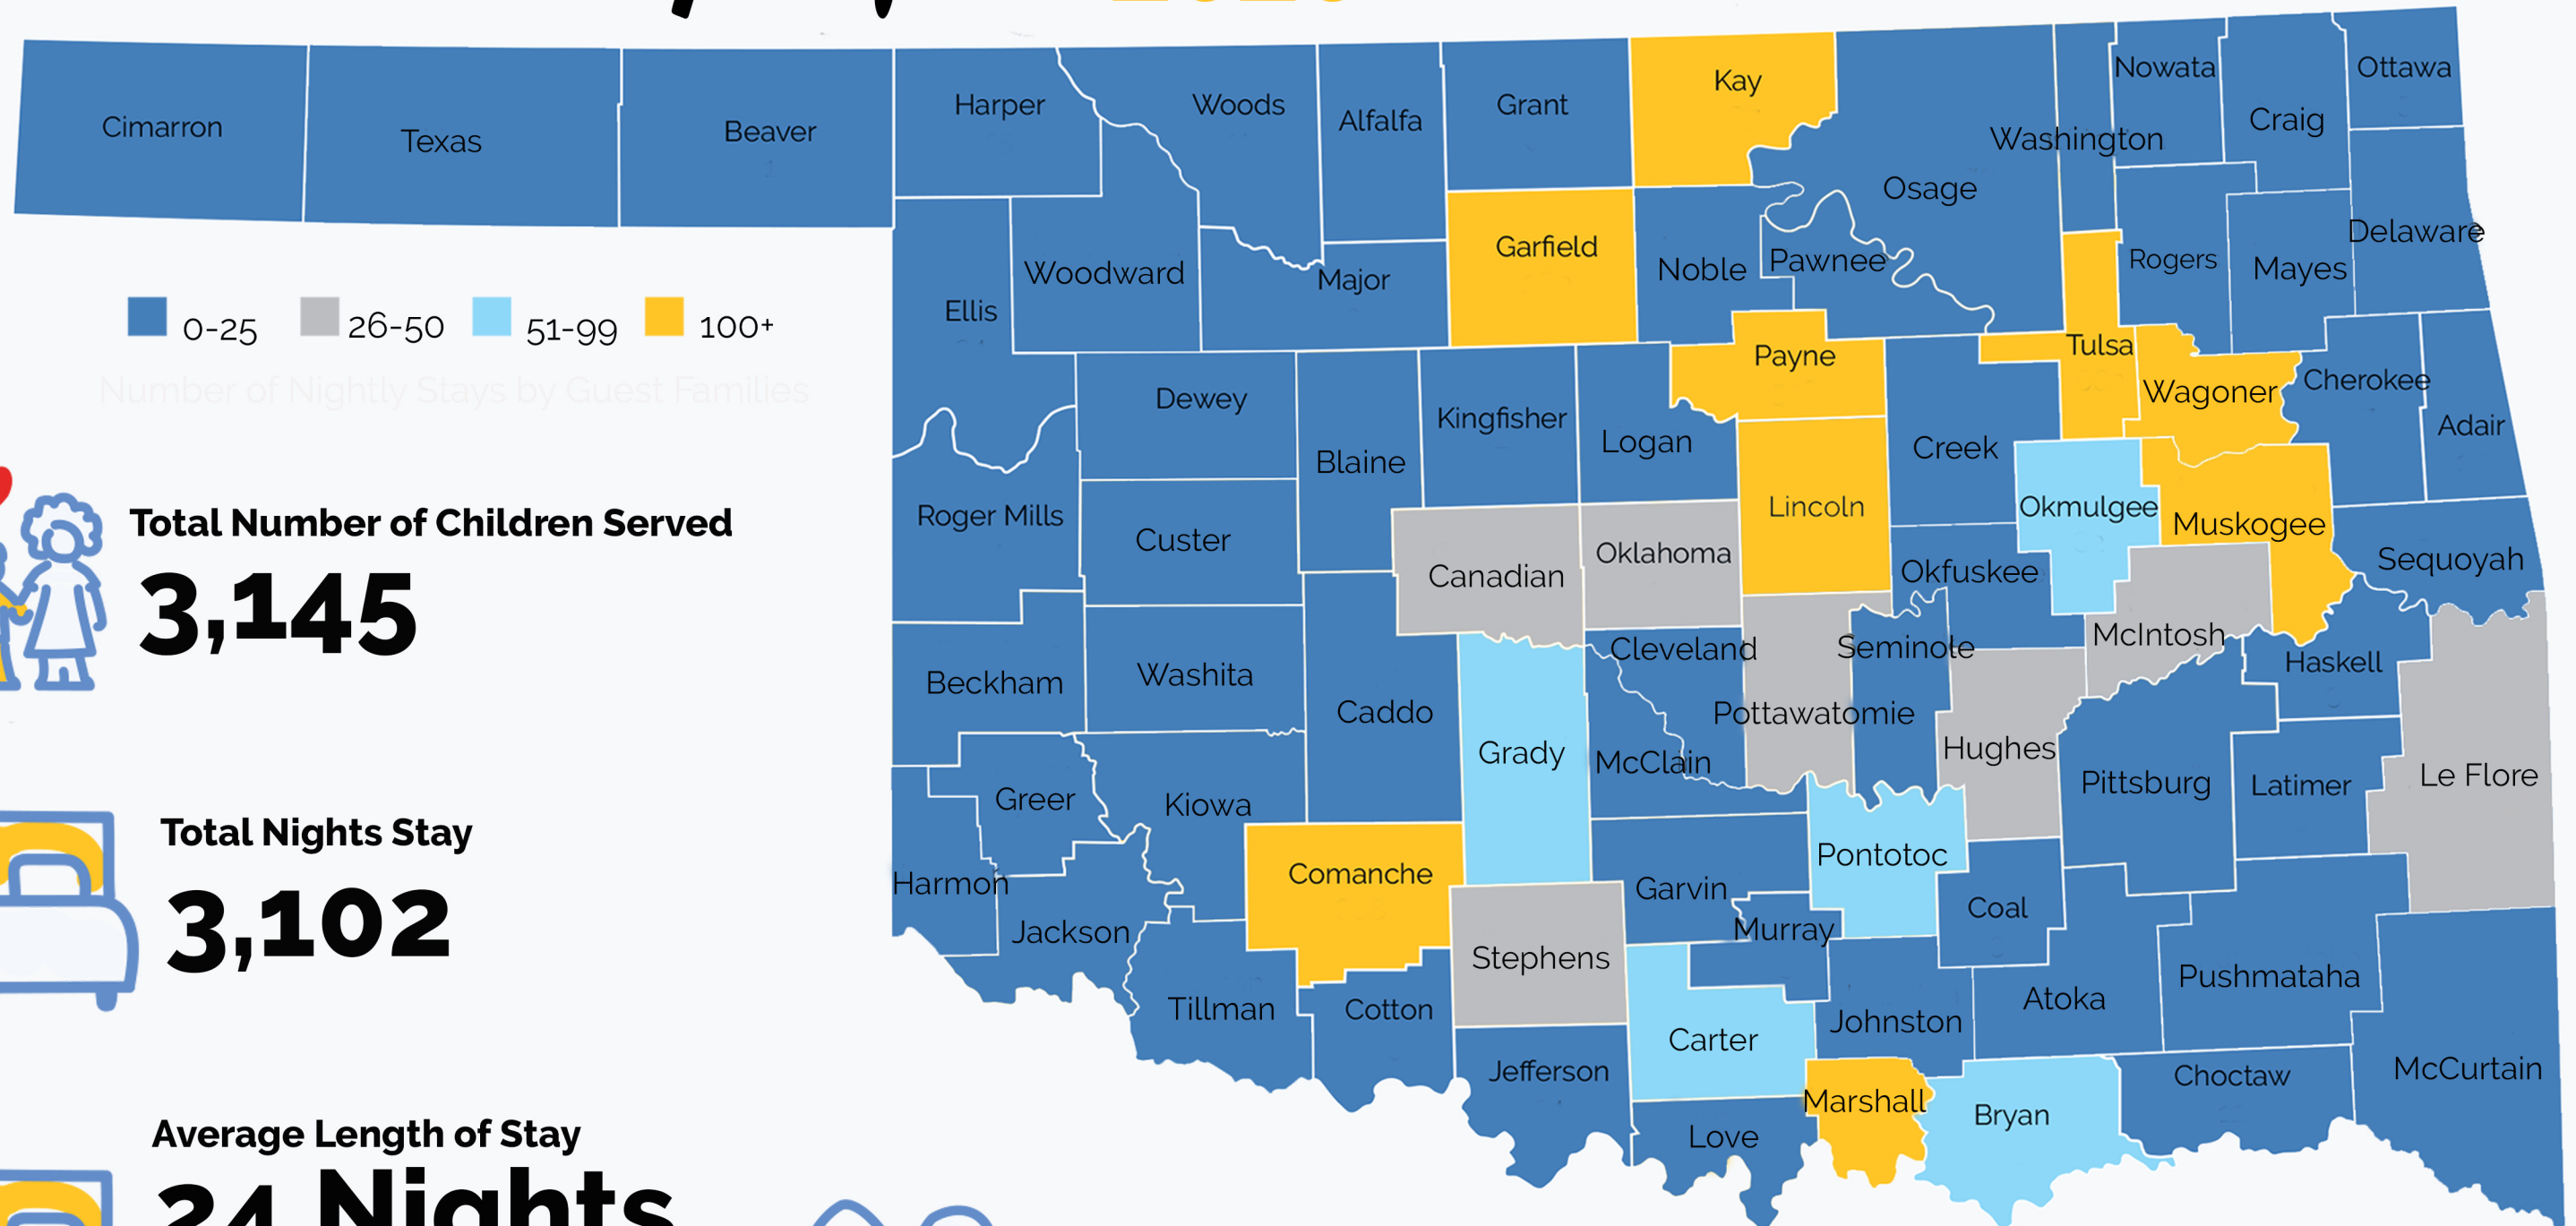 Cimarron
Texas
Beaver
Harper
Woods
Alfalfa
Grant
Kay
Nowata
Ottawa
Craig
Washington
Osage
Ellis
Woodward
Major
Garfield
Noble
Pawnee
Rogers
Mayes
Delaware
0-25
26-50
51-99
100+
Number of Nightly Stays by Guest Families
Dewey
Blaine
Kingfisher
Logan
Payne
Lincoln
Creek
Tulsa
Wagoner
Cherokee
Adair
Roger Mills
Custer
Canadian
Oklahoma
Okfuskee
Okmulgee
Muskogee
Sequoyah
Total Number of Children Served
3,145
Beckham
Washita
Caddo
Grady
Cleveland
McClain
Pottawatomie
Seminole
Hughes
McIntosh
Haskell
Pittsburg
Latimer
Le Flore
Total Nights Stay
3,102
Greer
Kiowa
Harmon
Jackson
Comanche
Stephens
Garvin
Murray
Pontotoc
Coal
Tillman
Cotton
Jefferson
Carter
Johnston
Atoka
Pushmataha
McCurtain
Choctaw
Love
Marshall
Bryan
Average Length of Stay
24 Nights